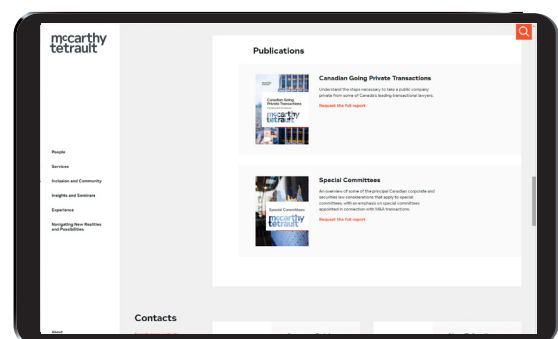 mccarthy
tetrault
People
Services
Inclusion and Community
Insights and Seminars
Experience
Navigating New Realities
and Possibilities
About
Publications
Canadian Going
Private Transactions
mccarthy
tetrault
Canadian Going Private Transactions
Understand the steps necessary to take a public company
private from some of Canada's leading transactional lawyers.
Request the full report.
Special Committees
mccarthy
tetrault
Special Committees
An overview of some of the principal Canadian corporate and
securities law considerations that apply to special
committees, with an emphasis on special committees
appointed in connection with M&A transactions.
Request the full report.
Contacts